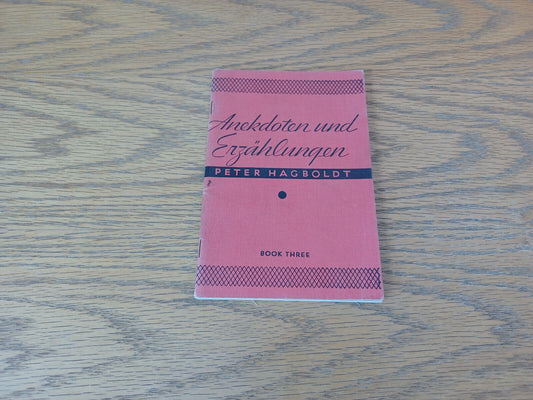 Anekdoten und
Erzählungen
PETER HAGBOLDT
BOOK THREE